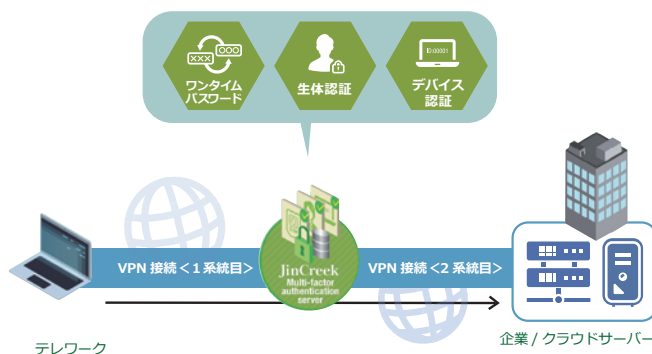 ×××
○○○
ワンタイム
パスワード
生体認証
ID:00001
デバイス
認証
VPN 接続<1 系統目>
JinCreek
Multi-factor
authentication
server
VPN 接続<2 系統目>
テレワーク
企業 / クラウドサーバー